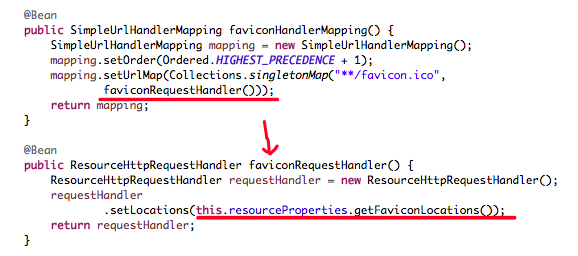 @Bean
public SimpleUrlHandlerMapping faviconHandlerMapping() {
SimpleUrlHandlerMapping mapping = new SimpleUrlHandlerMapping();
mapping.setOrder(Ordered.HIGHEST_PRECEDENCE + 1);
mapping.setUrlMap(Collections.singletonMap("**/favicon.ico",
faviconRequestHandler()));
return mapping;
}
@Bean
public ResourceHttpRequestHandler faviconRequestHandler() {
ResourceHttpRequestHandler requestHandler = new ResourceHttpRequestHandler();
requestHandler
.setLocations(this.resourceProperties.getFaviconLocations());
return requestHandler;
}